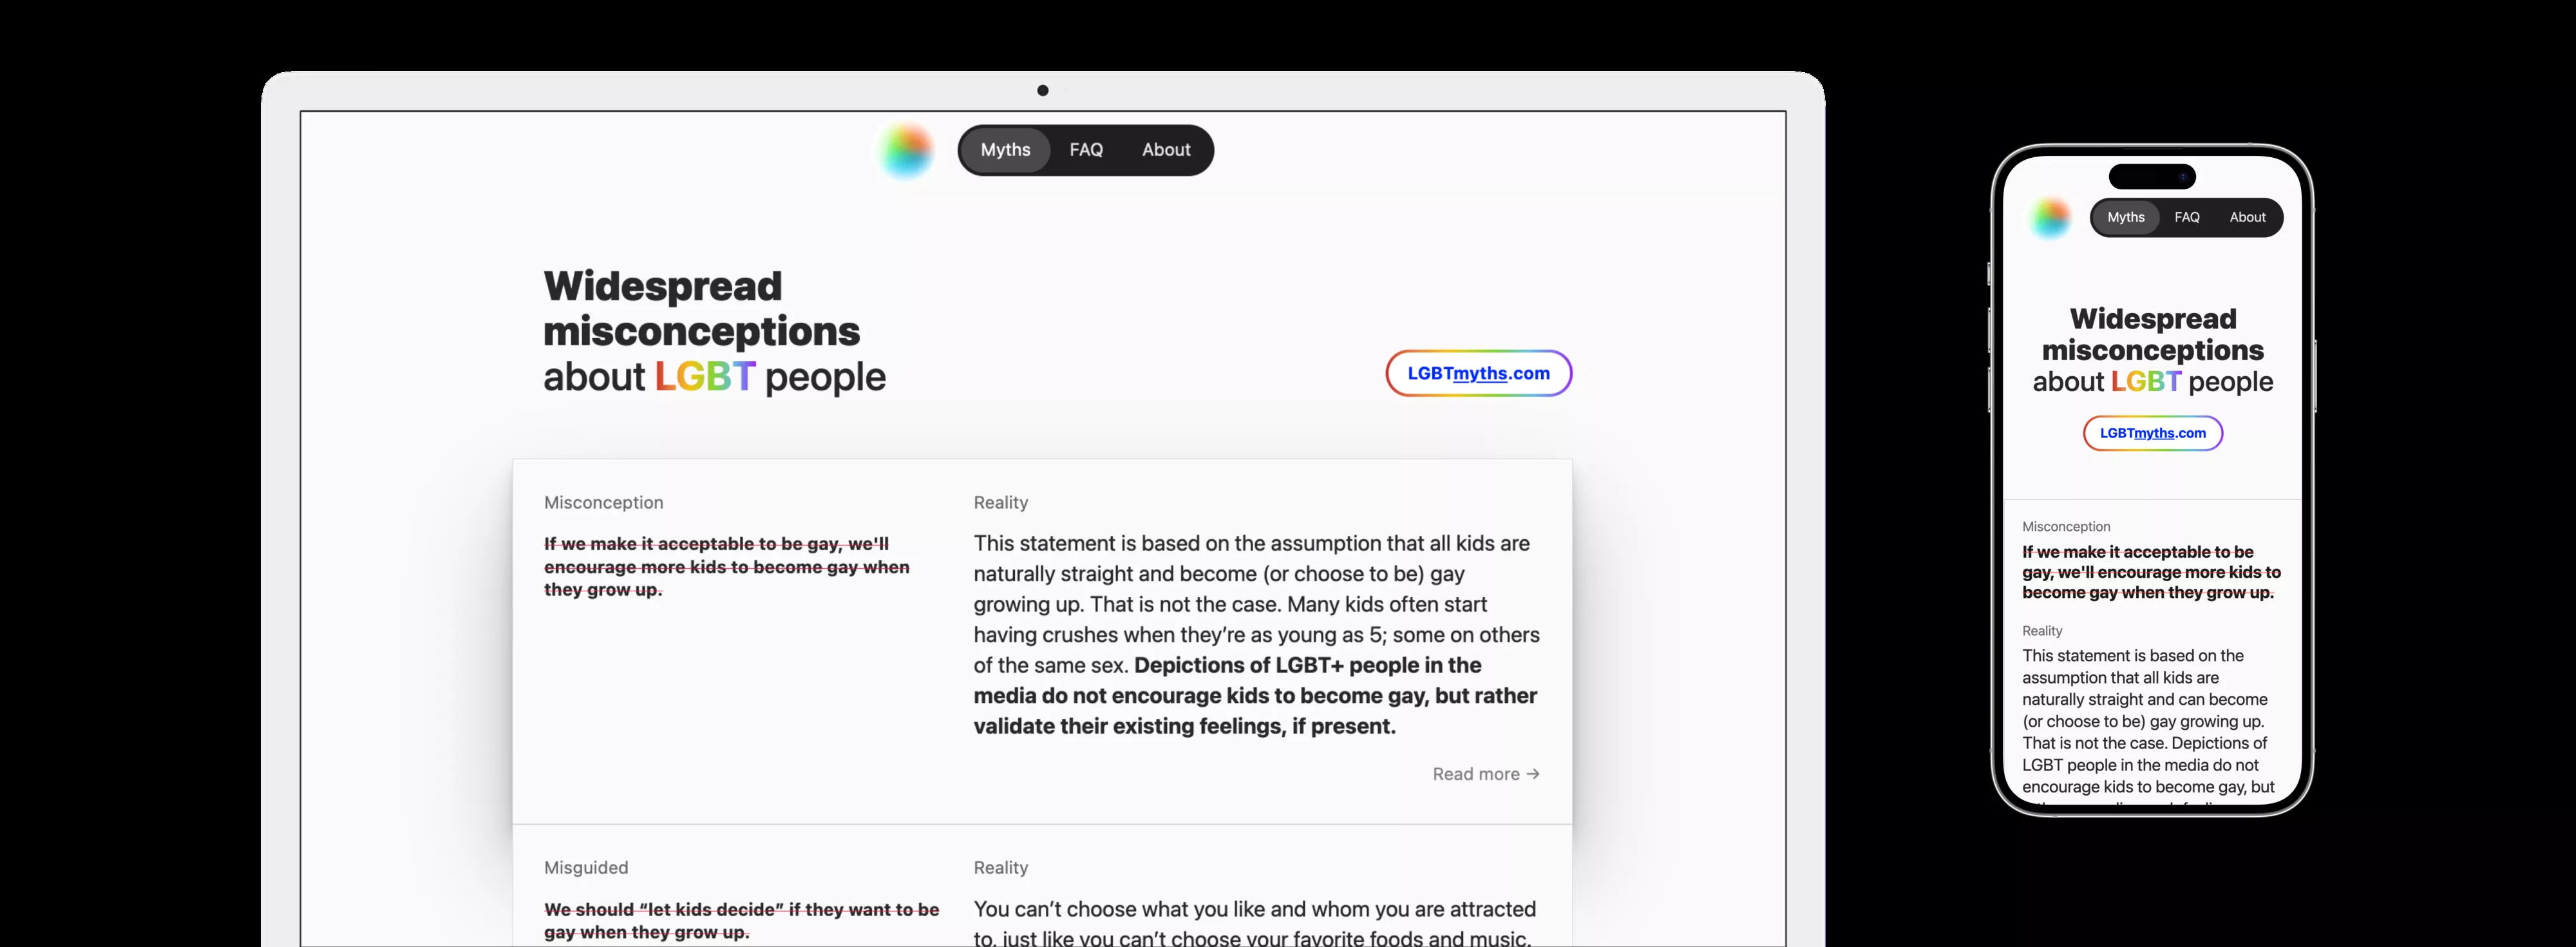 Myths FAQ About
Widespread
misconceptions
about LGBT people
LGBTmyths.com
Misconception
If we make it acceptable to be gay, we'll
encourage more kids to become gay when
they grow up.
Reality
This statement is based on the assumption that all kids are
naturally straight and become (or choose to be) gay
growing up. That is not the case. Many kids often start
having crushes when they’re as young as 5; some on others
of the same sex. Depictions of LGBT+ people in the
media do not encourage kids to become gay, but rather
validate their existing feelings, if present.
Read more →
Misguided
We should “let kids decide” if they want to be
gay when they grow up.
Reality
You can’t choose what you like and whom you are attracted
to, just like you can’t choose your favorite foods and music.
Myths FAQ About
Widespread
misconceptions
about LGBT people
LGBTmyths.com
Misconception
If we make it acceptable to be
gay, we'll encourage more kids to
become gay when they grow up.
Reality
This statement is based on the
assumption that all kids are
naturally straight and can become
(or choose to be) gay growing up.
That is not the case. Depictions of
LGBT people in the media do not
encourage kids to become gay, but